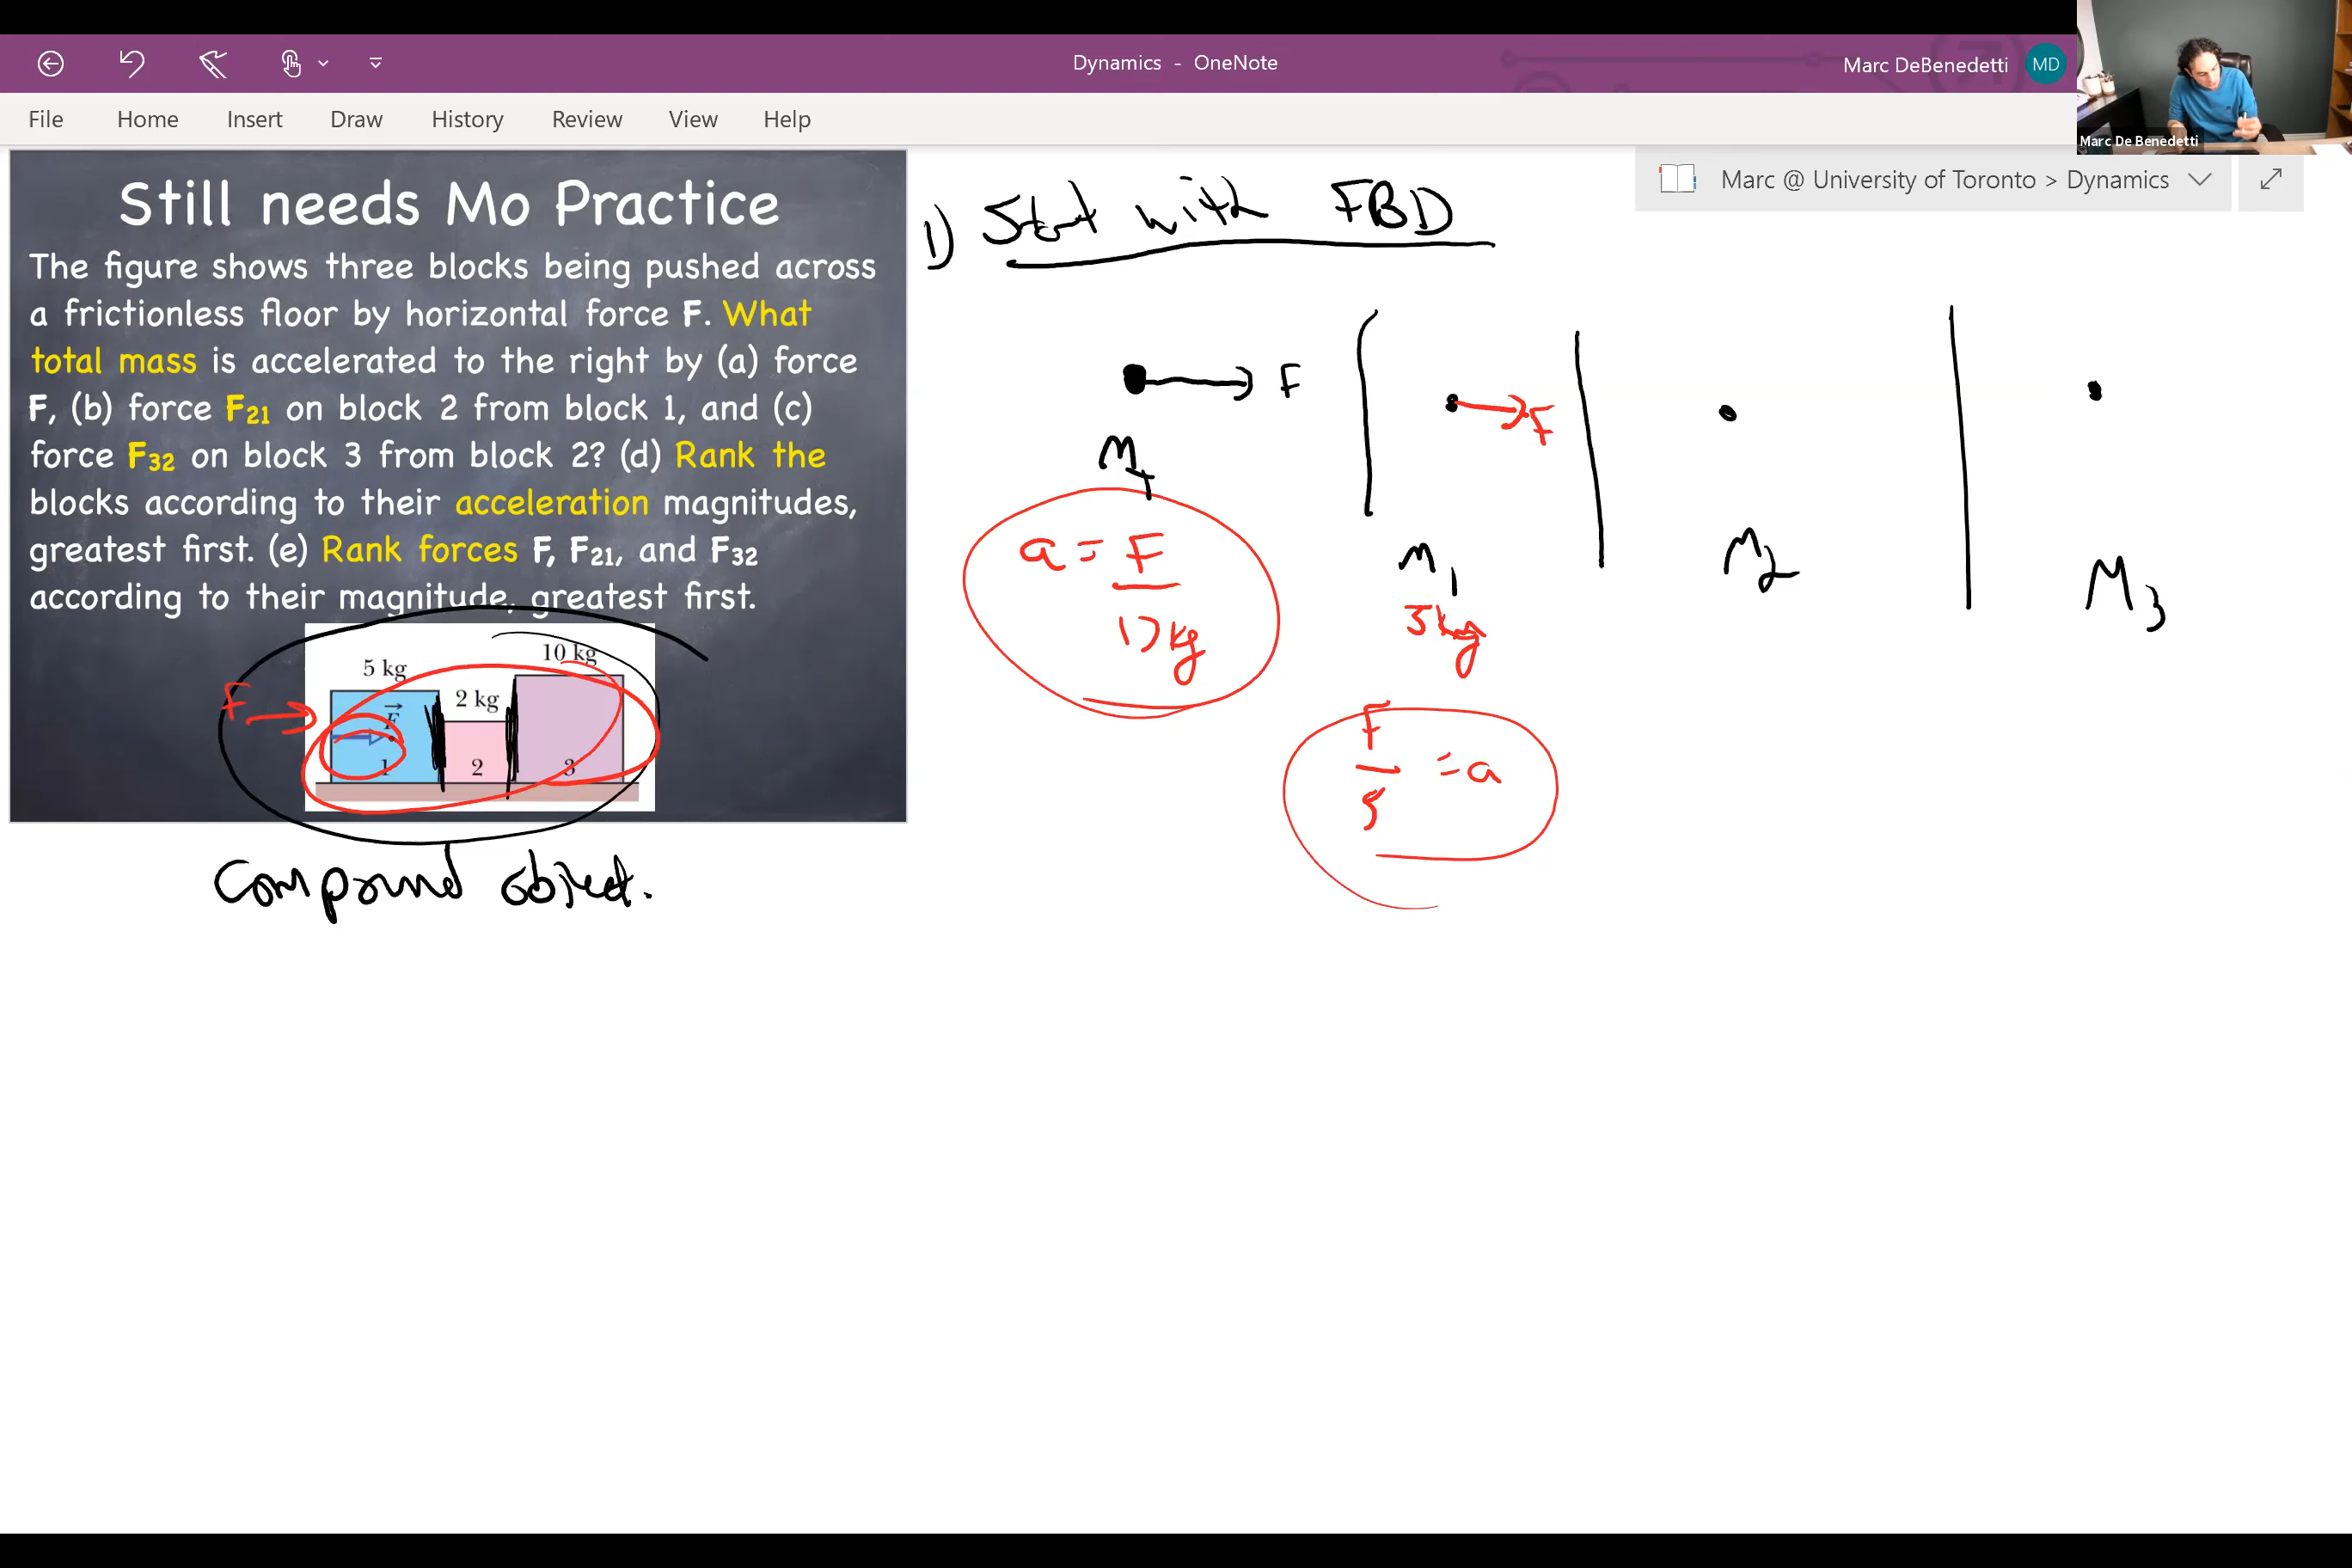 Dynamics - OneNote
Marc DeBenedetti MD
Marc De Benedetti
File Home Insert Draw History Review View Help
Marc @ University of Toronto > Dynamics
Still needs Mo Practice
The figure shows three blocks being pushed across
a frictionless floor by horizontal force F. What
total mass is accelerated to the right by (a) force
F, (b) force F₂₁ on block 2 from block 1, and (c)
force F₃₂ on block 3 from block 2? (d) Rank the
blocks according to their acceleration magnitudes,
greatest first. (e) Rank forces F, F₂₁, and F₃₂
according to their magnitude, greatest first.
5 kg
2 kg
10 kg
F
F
1
2
3
Compound object.
1) Start with FBD
F
M_T
a = F
17kg
F
m₁
5kg
F
5
= a
M₂
M₃